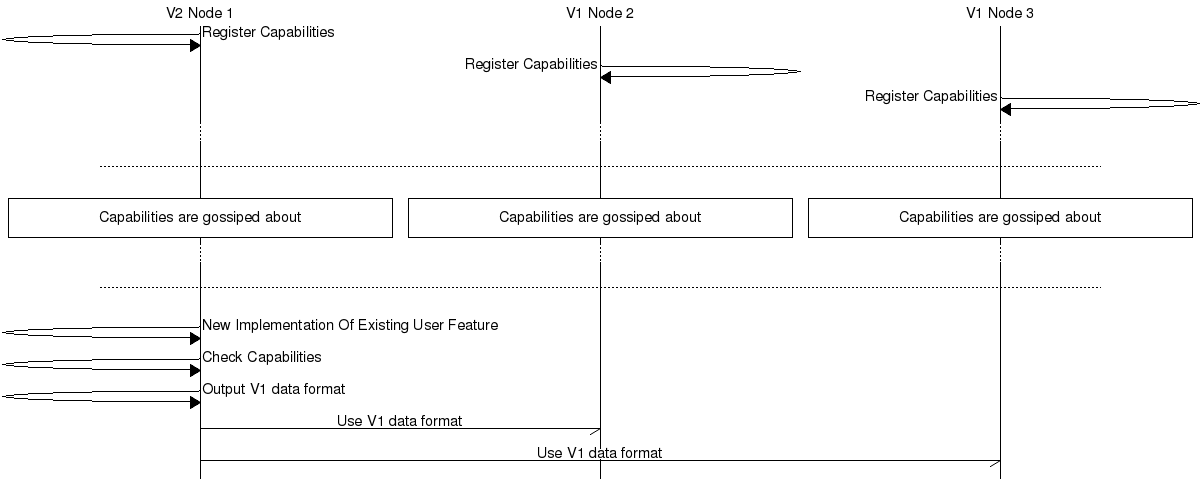 V2 Node 1
V1 Node 2
V1 Node 3
Register Capabilities
Register Capabilities
Register Capabilities
Capabilities are gossiped about
Capabilities are gossiped about
Capabilities are gossiped about
New Implementation Of Existing User Feature
Check Capabilities
Output V1 data format
Use V1 data format
Use V1 data format